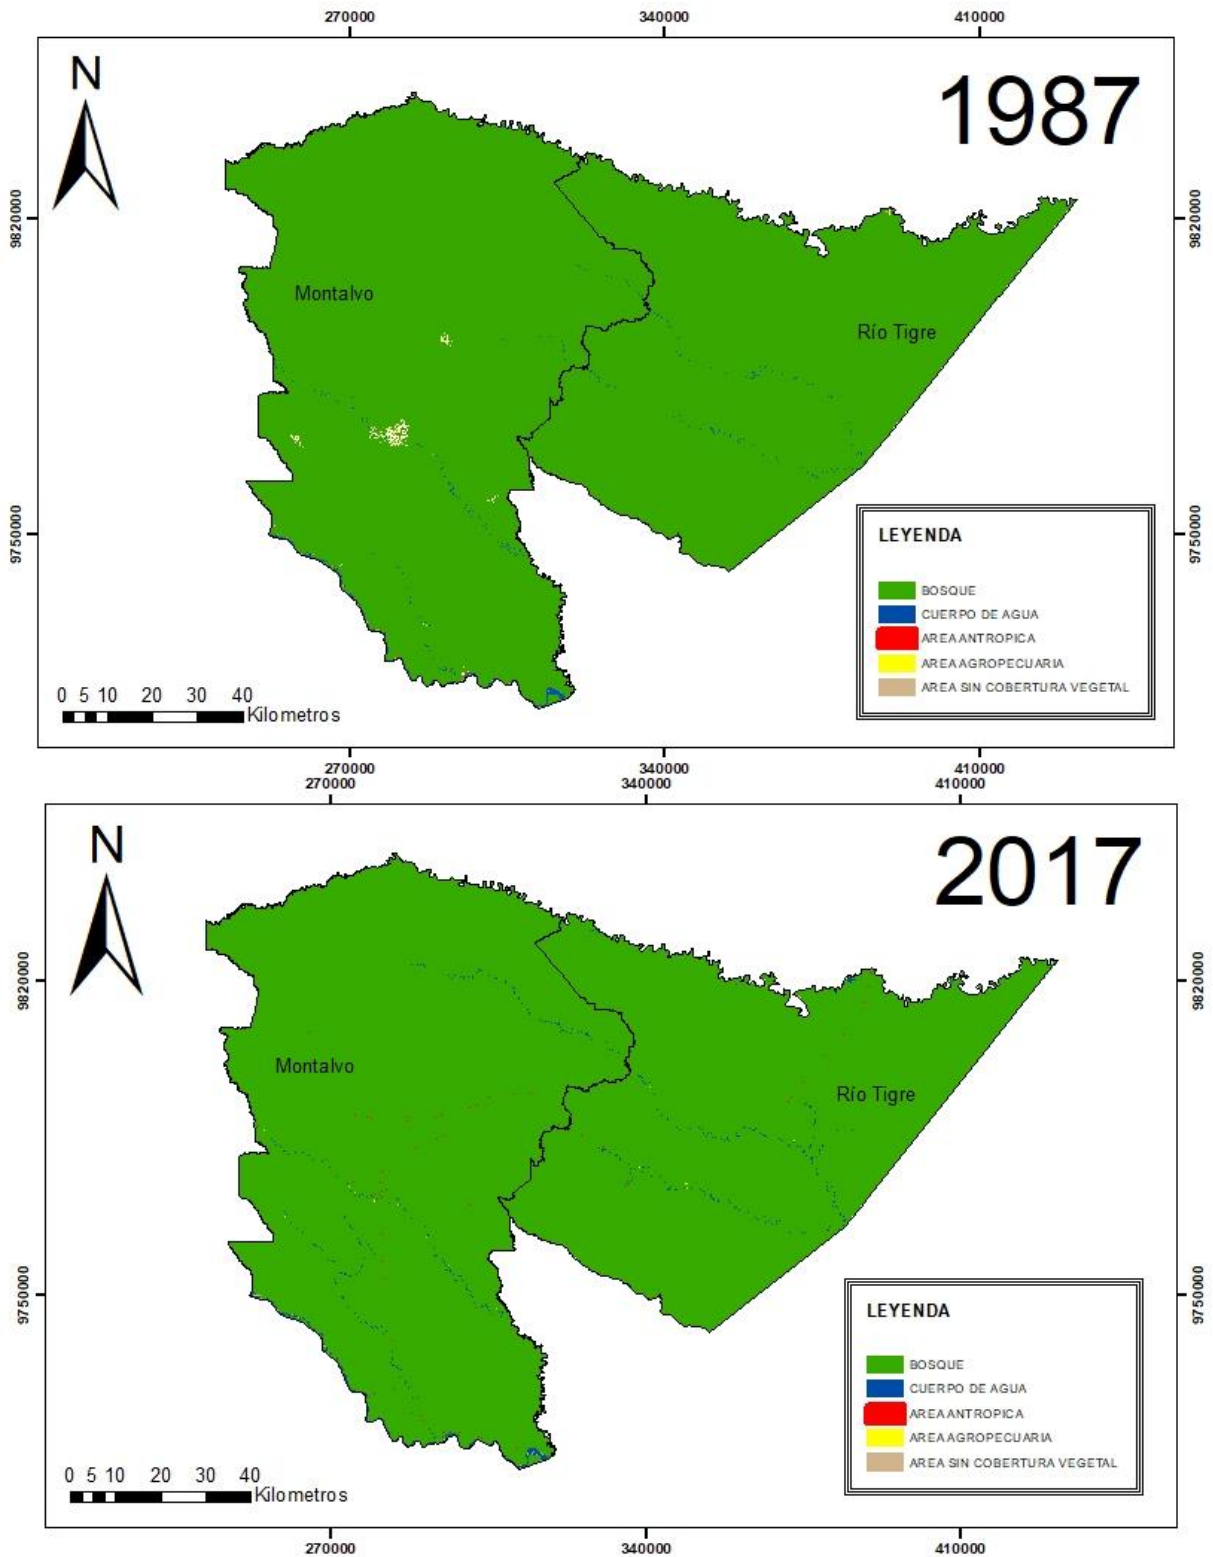 270000 340000 410000
N
1987
9820000 9820000
Montalvo
Río Tigre
9750000 9750000
LEYENDA
BOSQUE
CUERPO DE AGUA
AREA ANTROPICA
AREA AGROPECUARIA
AREA SIN COBERTURA VEGETAL
0 5 10 20 30 40
Kilometros
270000 340000 410000
270000 340000 410000
N
2017
9820000 9820000
Montalvo
Río Tigre
9750000 9750000
LEYENDA
BOSQUE
CUERPO DE AGUA
AREA ANTROPICA
AREA AGROPECUARIA
AREA SIN COBERTURA VEGETAL
0 5 10 20 30 40
Kilometros
270000 340000 410000